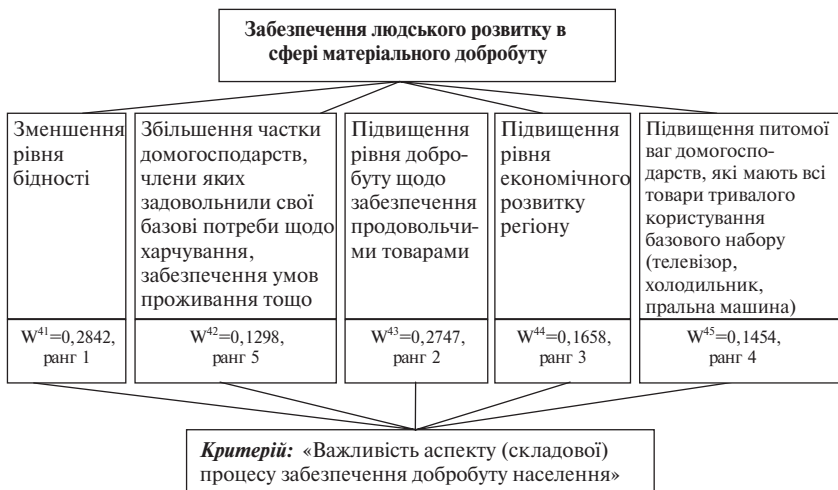 Забезпечення людського розвитку в
сфері матеріального добробуту
Зменшення
рівня
бідності
Збільшення частки
домогосподарств,
члени яких
задовольнили свої
базові потреби щодо
харчування,
забезпечення умов
проживання тощо
Підвищення
рівня добро-
буту щодо
забезпечення
продовольчи-
ми товарами
Підвищення
рівня
економічного
розвитку
регіону
Підвищення питомої
ваг домогоспо-
дарств, які мають всі
товари тривалого
користування
базового набору
(телевізор,
холодильник,
пральна машина)
W⁴¹=0,2842,
ранг 1
W⁴²=0,1298,
ранг 5
W⁴³=0,2747,
ранг 2
W⁴⁴=0,1658,
ранг 3
W⁴⁵=0,1454,
ранг 4
Критерій: «Важливість аспекту (складової)
процесу забезпечення добробуту населення»